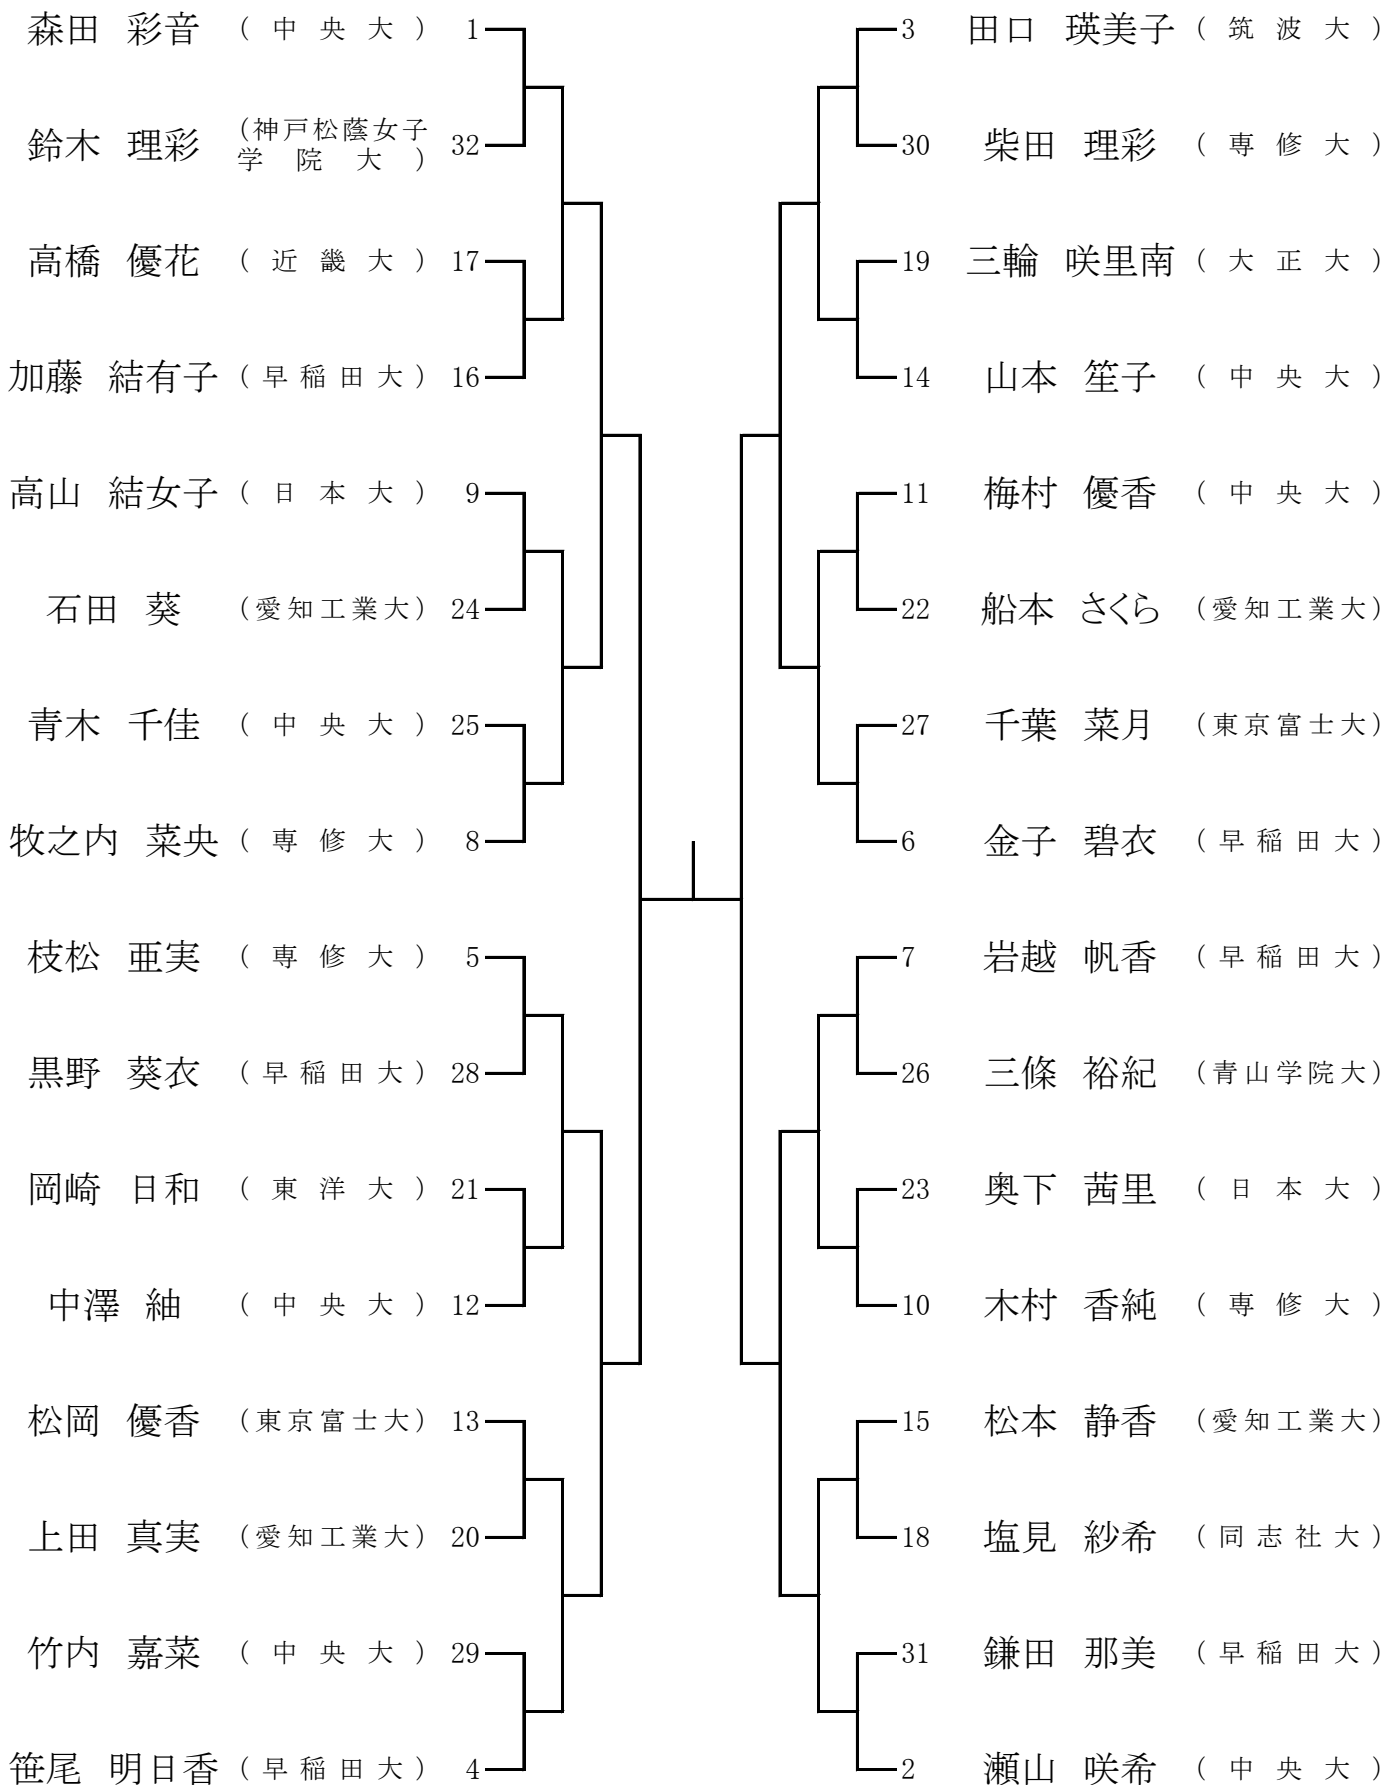 森田 彩音 (中央大) 1
鈴木 理彩 (神戸松蔭女子
学院大) 32
高橋 優花 (近畿大) 17
加藤 結有子 (早稲田大) 16
高山 結女子 (日本大) 9
石田 葵 (愛知工業大) 24
青木 千佳 (中央大) 25
牧之内 菜央 (専修大) 8
枝松 亜実 (専修大) 5
黒野 葵衣 (早稲田大) 28
岡崎 日和 (東洋大) 21
中澤 紬 (中央大) 12
松岡 優香 (東京富士大) 13
上田 真実 (愛知工業大) 20
竹内 嘉菜 (中央大) 29
笹尾 明日香 (早稲田大) 4
3 田口 瑛美子 (筑波大)
30 柴田 理彩 (専修大)
19 三輪 咲里南 (大正大)
14 山本 笙子 (中央大)
11 梅村 優香 (中央大)
22 船本 さくら (愛知工業大)
27 千葉 菜月 (東京富士大)
6 金子 碧衣 (早稲田大)
7 岩越 帆香 (早稲田大)
26 三條 裕紀 (青山学院大)
23 奥下 茜里 (日本大)
10 木村 香純 (専修大)
15 松本 静香 (愛知工業大)
18 塩見 紗希 (同志社大)
31 鎌田 那美 (早稲田大)
2 瀬山 咲希 (中央大)